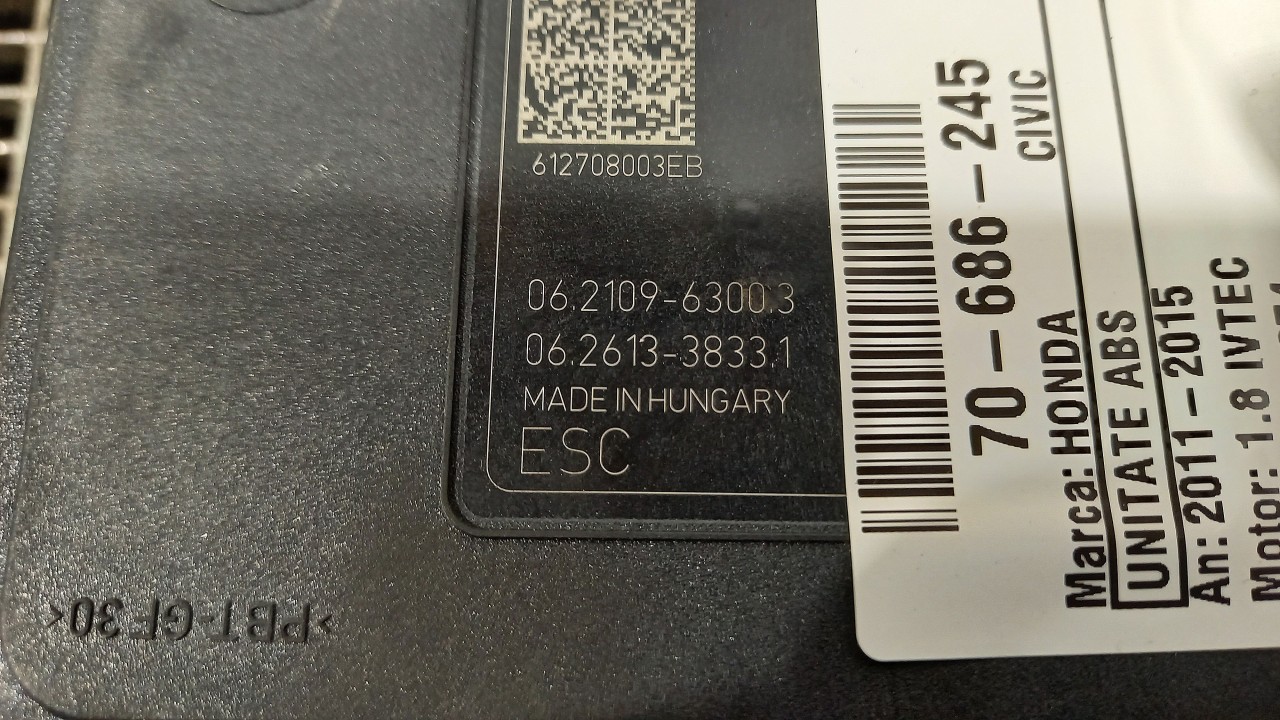 612708003EB
06.2109-6300.3
06.2613-3833.1
MADE IN HUNGARY
ESC
>PBT-GF30<
70-686-245
CIVIC
Marca: HONDA
UNITATE ABS
An: 2011-2015
Motor: 1.8 IVTEC